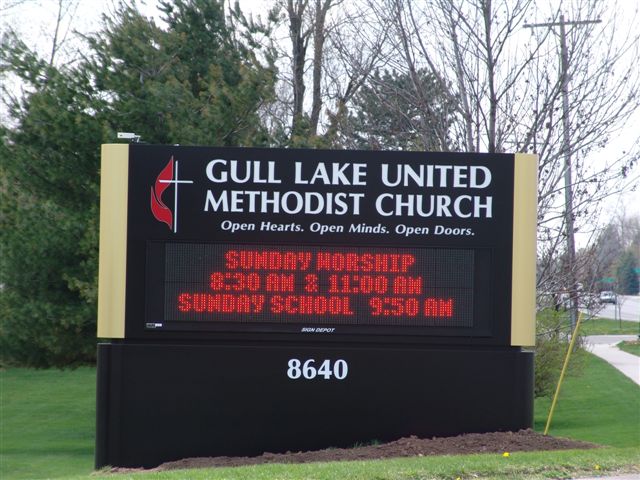 GULL LAKE UNITED
METHODIST CHURCH
Open Hearts. Open Minds. Open Doors.
SUNDAY WORSHIP
8:30 AM & 11:00 AM
SUNDAY SCHOOL 9:50 AM
SIGN DEPOT
8640